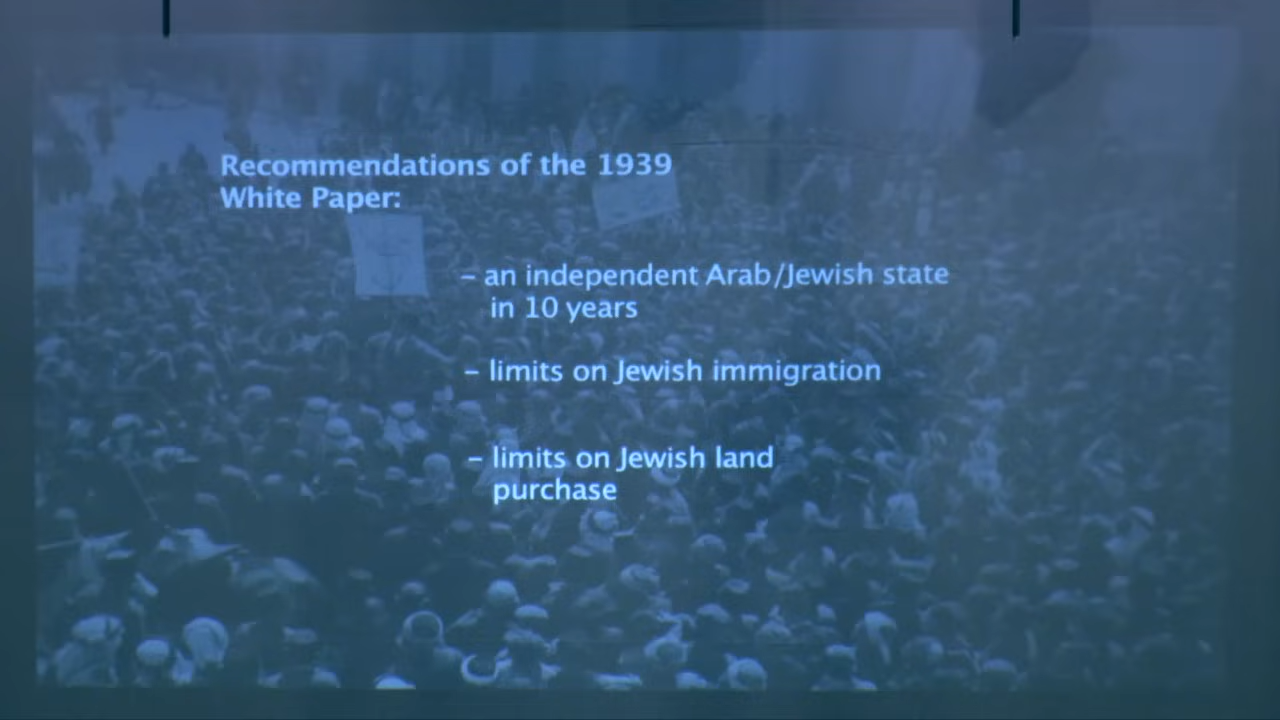 Recommendations of the 1939
White Paper:
– an independent Arab/Jewish state
in 10 years
– limits on Jewish immigration
– limits on Jewish land
purchase